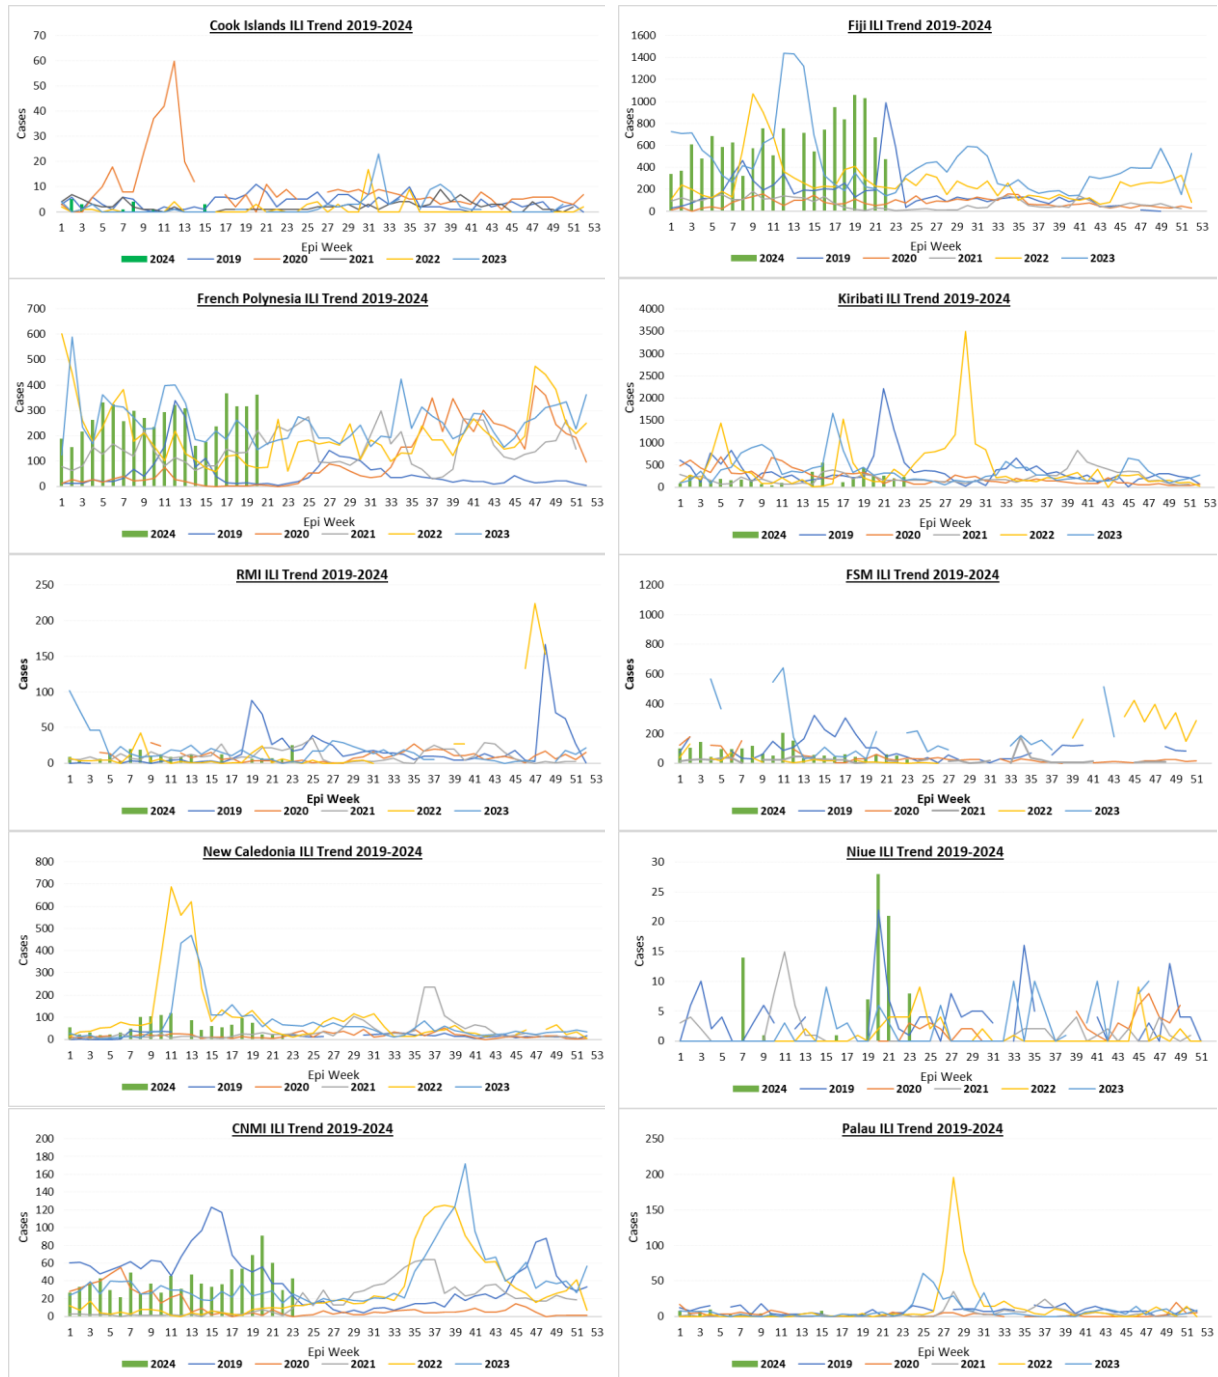 Cook Islands ILI Trend 2019-2024
70
60
50
40
30
20
10
0
Cases
1 3 5 7 9 11 13 15 17 19 21 23 25 27 29 31 33 35 37 39 41 43 45 47 49 51 53
Epi Week
2024 2019 2020 2021 2022 2023
Fiji ILI Trend 2019-2024
1600
1400
1200
1000
800
600
400
200
0
Cases
1 3 5 7 9 11 13 15 17 19 21 23 25 27 29 31 33 35 37 39 41 43 45 47 49 51 53
Epi Week
2024 2019 2020 2021 2022 2023
French Polynesia ILI Trend 2019-2024
700
600
500
400
300
200
100
0
Cases
1 3 5 7 9 11 13 15 17 19 21 23 25 27 29 31 33 35 37 39 41 43 45 47 49 51 53
Epi Week
2024 2019 2020 2021 2022 2023
Kiribati ILI Trend 2019-2024
4000
3500
3000
2500
2000
1500
1000
500
0
Cases
1 3 5 7 9 11 13 15 17 19 21 23 25 27 29 31 33 35 37 39 41 43 45 47 49 51 53
Epi Week
2024 2019 2020 2021 2022 2023
RMI ILI Trend 2019-2024
250
200
150
100
50
0
Cases
1 3 5 7 9 11 13 15 17 19 21 23 25 27 29 31 33 35 37 39 41 43 45 47 49 51 53
Epi Week
2024 2019 2020 2021 2022 2023
FSM ILI Trend 2019-2024
1200
1000
800
600
400
200
0
Cases
1 3 5 7 9 11 13 15 17 19 21 23 25 27 29 31 33 35 37 39 41 43 45 47 49 51
Epi Week
2024 2019 2020 2021 2022 2023
New Caledonia ILI Trend 2019-2024
800
700
600
500
400
300
200
100
0
Cases
1 3 5 7 9 11 13 15 17 19 21 23 25 27 29 31 33 35 37 39 41 43 45 47 49 51 53
Epi Week
2024 2019 2020 2021 2022 2023
Niue ILI Trend 2019-2024
30
25
20
15
10
5
0
Cases
1 3 5 7 9 11 13 15 17 19 21 23 25 27 29 31 33 35 37 39 41 43 45 47 49 51 53
Epi Week
2024 2019 2020 2021 2022 2023
CNMI ILI Trend 2019-2024
200
180
160
140
120
100
80
60
40
20
0
Cases
1 3 5 7 9 11 13 15 17 19 21 23 25 27 29 31 33 35 37 39 41 43 45 47 49 51 53
Epi Week
2024 2019 2020 2021 2022 2023
Palau ILI Trend 2019-2024
250
200
150
100
50
0
Cases
1 3 5 7 9 11 13 15 17 19 21 23 25 27 29 31 33 35 37 39 41 43 45 47 49 51 53
Epi Week
2024 2019 2020 2021 2022 2023